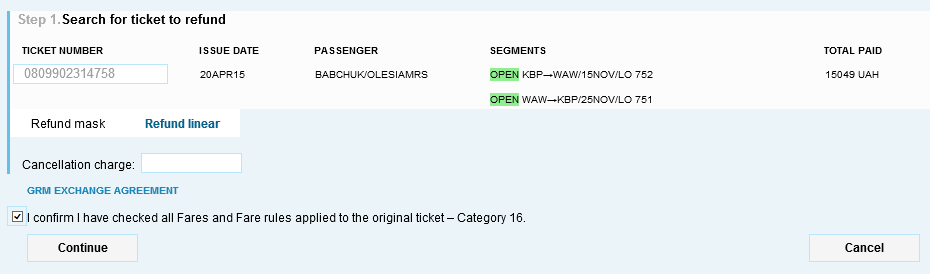 Step 1.Search for ticket to refund
TICKET NUMBER ISSUE DATE PASSENGER SEGMENTS TOTAL PAID
0809902314758 20APR15 BABCHUK/OLESIAMRS OPEN KBP→WAW/15NOV/LO 752 15049 UAH
OPEN WAW→KBP/25NOV/LO 751
Refund mask Refund linear
Cancellation charge:
GRM EXCHANGE AGREEMENT
I confirm I have checked all Fares and Fare rules applied to the original ticket – Category 16.
Continue Cancel